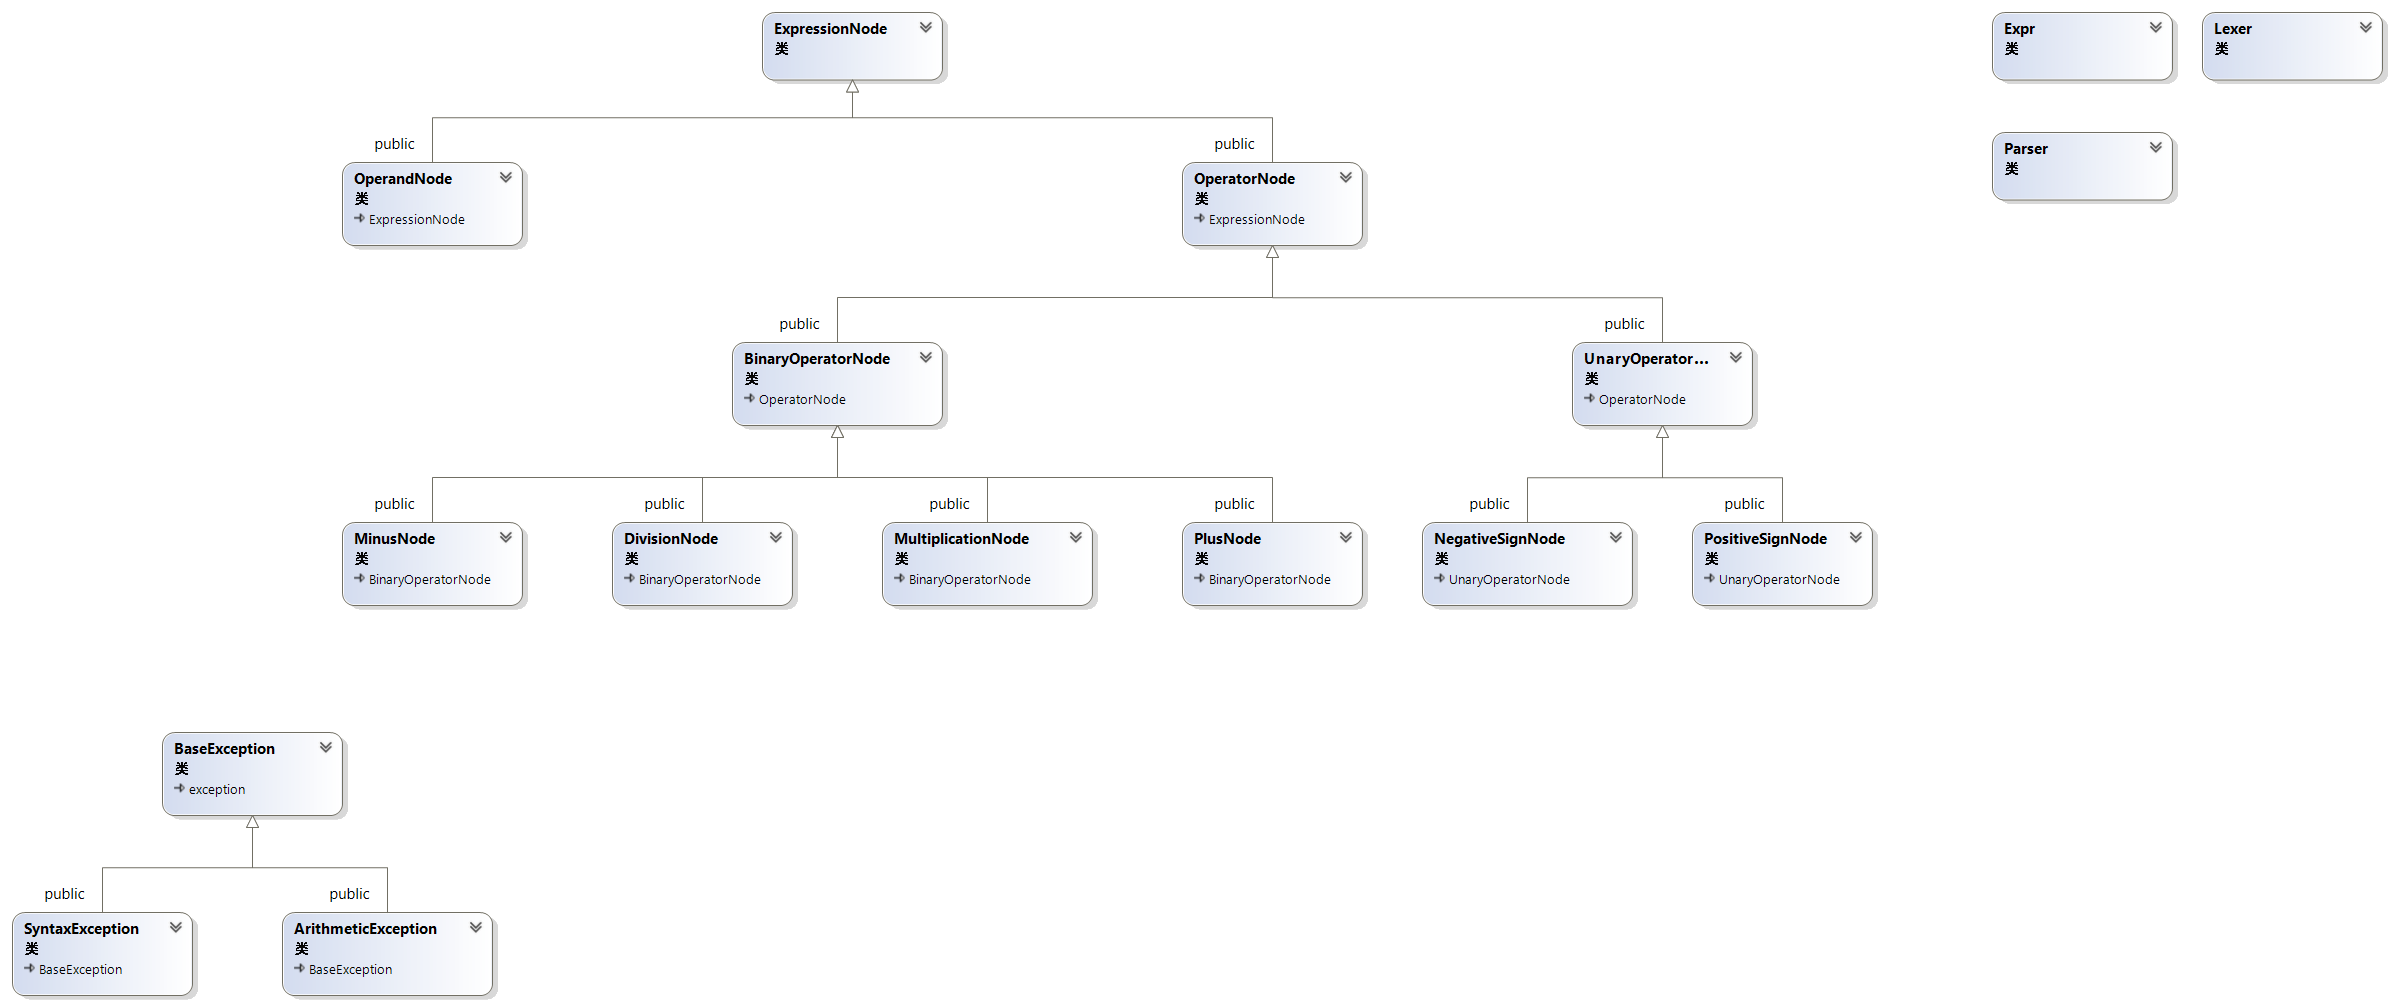 ExpressionNode
类
Expr
类
Lexer
类
public
public
Parser
类
OperandNode
类
ExpressionNode
OperatorNode
类
ExpressionNode
public
public
BinaryOperatorNode
类
OperatorNode
UnaryOperator...
类
OperatorNode
public
public
public
public
public
public
MinusNode
类
BinaryOperatorNode
DivisionNode
类
BinaryOperatorNode
MultiplicationNode
类
BinaryOperatorNode
PlusNode
类
BinaryOperatorNode
NegativeSignNode
类
UnaryOperatorNode
PositiveSignNode
类
UnaryOperatorNode
BaseException
类
exception
public
public
SyntaxException
类
BaseException
ArithmeticException
类
BaseException